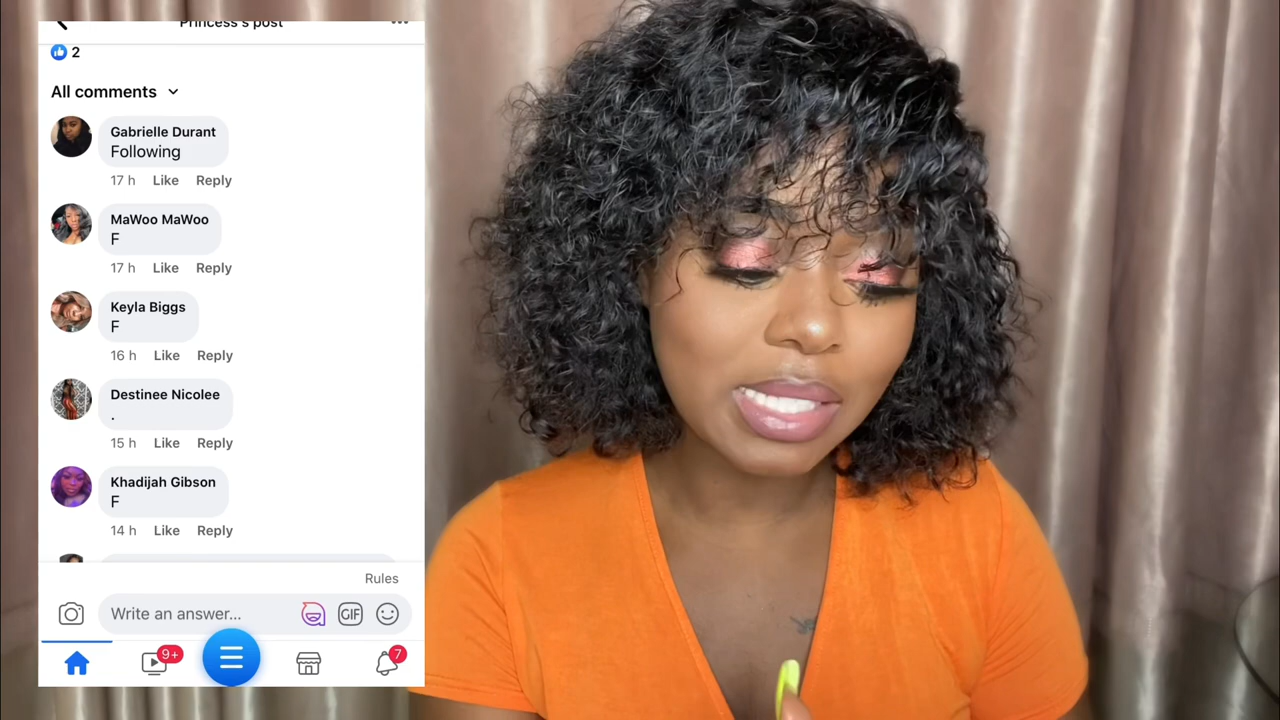 Princess's post
2
All comments
Gabrielle Durant
Following
17 h Like Reply
MaWoo MaWoo
F
17 h Like Reply
Keyla Biggs
F
16 h Like Reply
Destinee Nicolee
.
15 h Like Reply
Khadijah Gibson
F
14 h Like Reply
Rules
Write an answer... GIF
9+ 7